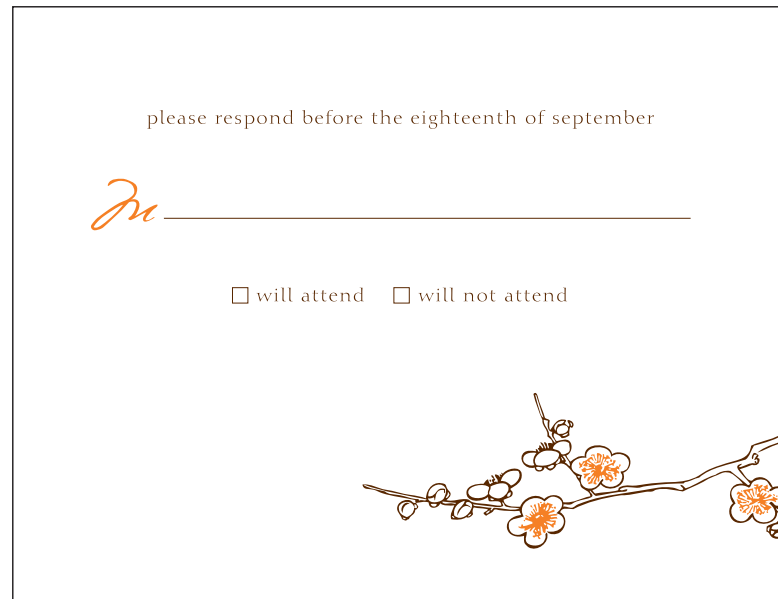 please respond before the eighteenth of september
M
will attend will not attend